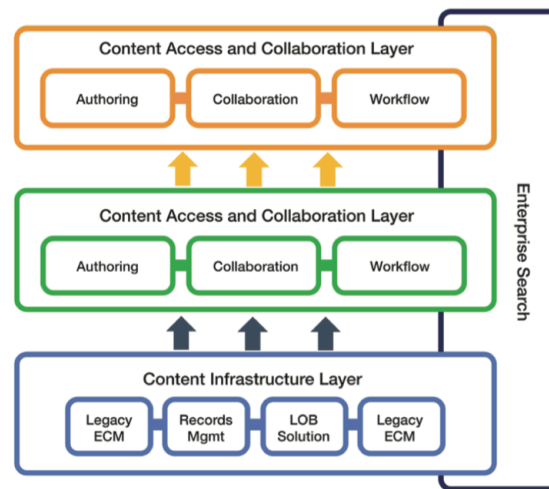 Content Access and Collaboration Layer
Authoring
Collaboration
Workflow
Content Access and Collaboration Layer
Authoring
Collaboration
Workflow
Content Infrastructure Layer
Legacy
ECM
Records
Mgmt
LOB
Solution
Legacy
ECM
Enterprise Search